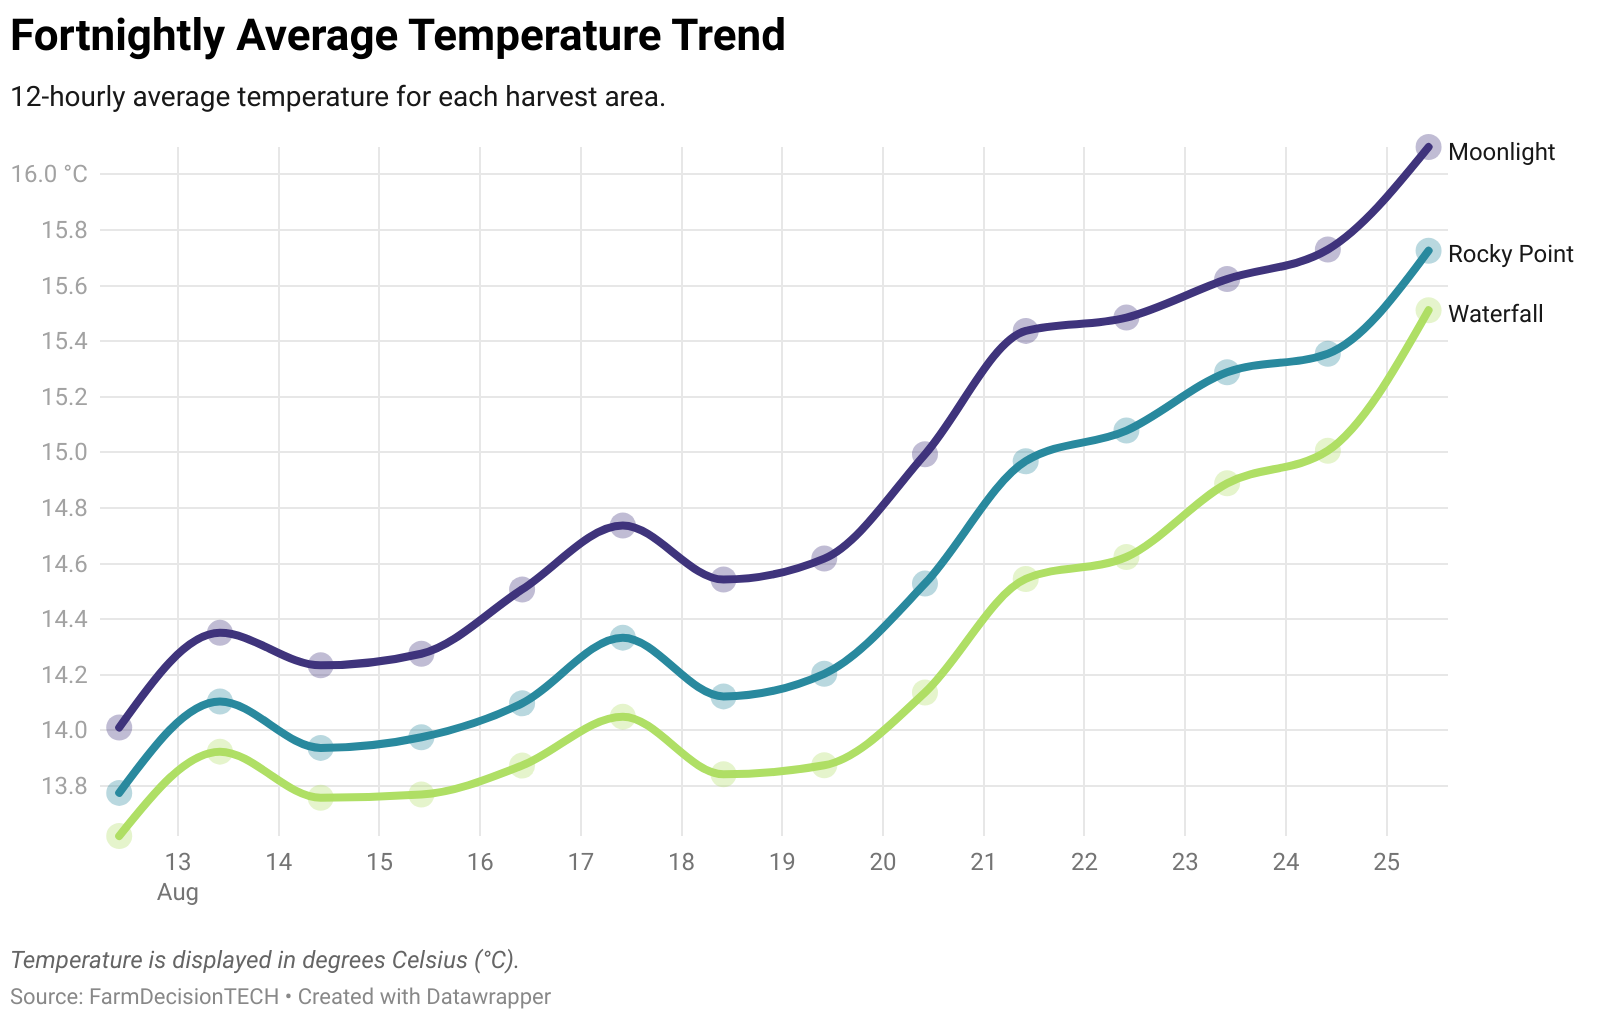 Fortnightly Average Temperature Trend
12-hourly average temperature for each harvest area.
16.0 °C
15.8
15.6
15.4
15.2
15.0
14.8
14.6
14.4
14.2
14.0
13.8
Moonlight
Rocky Point
Waterfall
13 14 15 16 17 18 19 20 21 22 23 24 25
Aug
Temperature is displayed in degrees Celsius (°C).
Source: FarmDecisionTECH • Created with Datawrapper